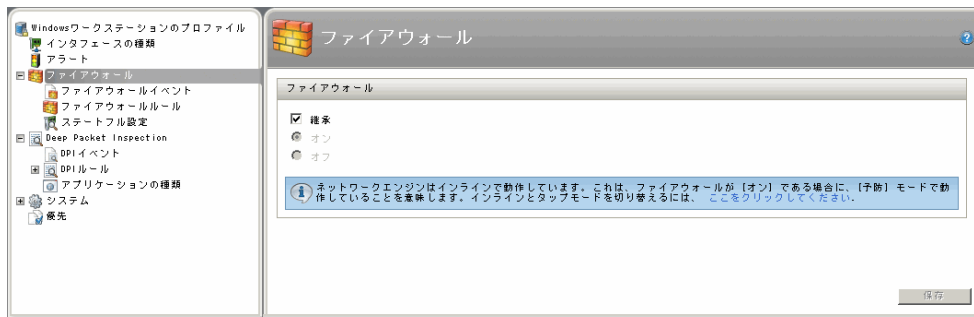 Windowsワークステーションのプロファイル
インタフェースの種類
アラート
ファイアウォール
ファイアウォールイベント
ファイアウォールルール
ステートフル設定
Deep Packet Inspection
DPIイベント
DPIルール
アプリケーションの種類
システム
優先
ファイアウォール
?
ファイアウォール
継承
オン
オフ
ネットワークエンジンはインラインで動作しています。これは、ファイアウォールが [オン] である場合に、[予防] モードで動
作していることを意味します。インラインとタップモードを切り替えるには、 ここをクリックしてください.
保存